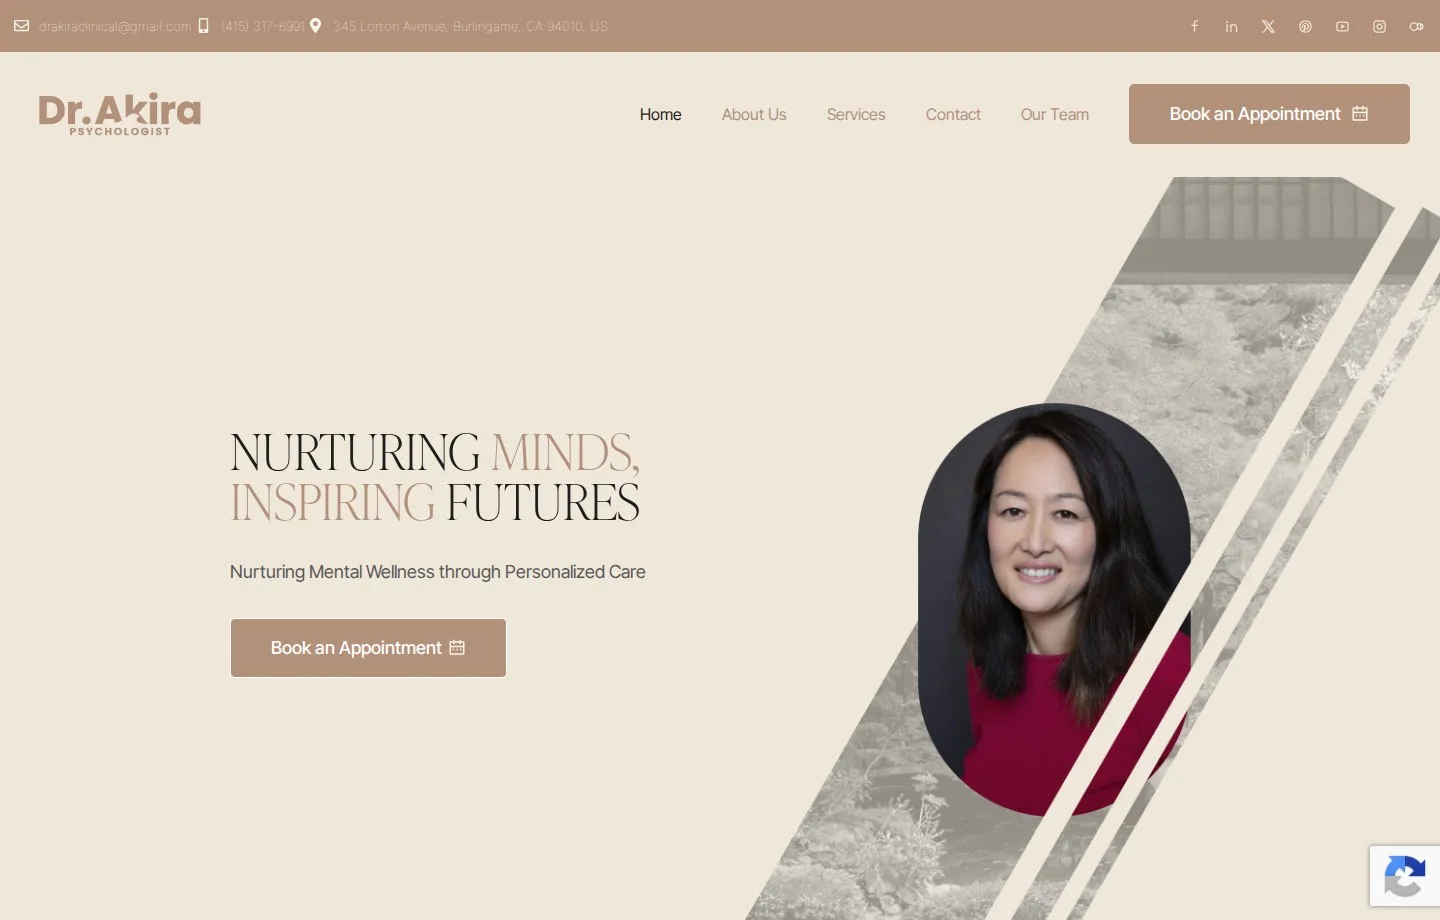 drakiraclinical@gmail.com (415) 317-6991 345 Lorton Avenue, Burlingame, CA 94010, US
Dr.Akira
PSYCHOLOGIST
Home About Us Services Contact Our Team Book an Appointment
NURTURING MINDS,
INSPIRING FUTURES
Nurturing Mental Wellness through Personalized Care
Book an Appointment